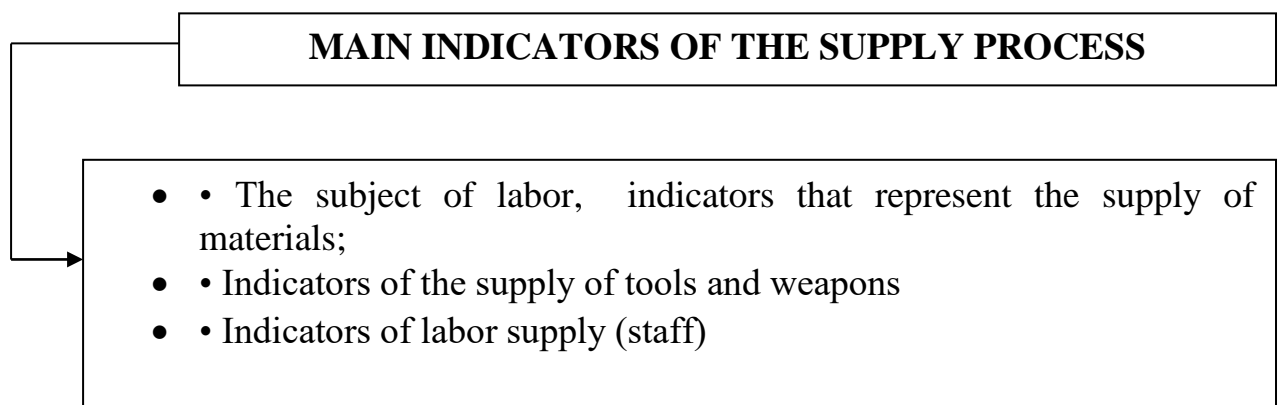 MAIN INDICATORS OF THE SUPPLY PROCESS
● • The subject of labor, indicators that represent the supply of
materials;
● • Indicators of the supply of tools and weapons
● • Indicators of labor supply (staff)